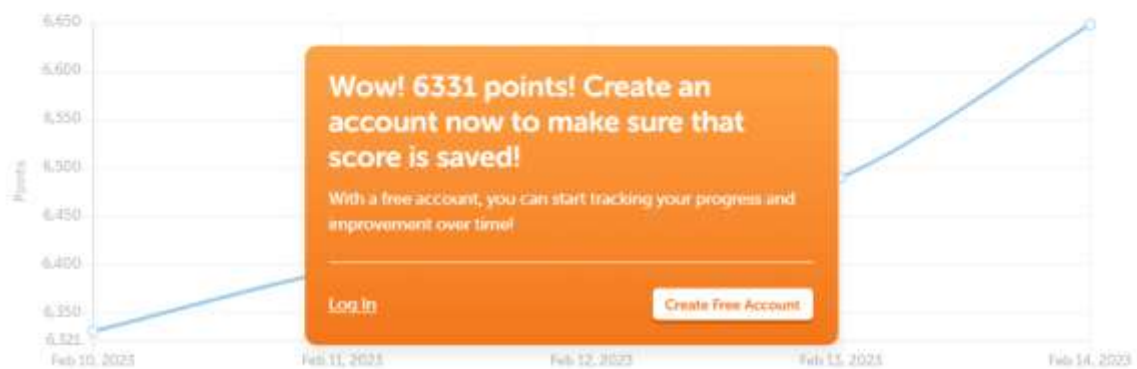 6,650
6,600
6,550
6,500
6,450
6,400
6,350
6,321
Points
Wow! 6331 points! Create an
account now to make sure that
score is saved!
With a free account, you can start tracking your progress and
improvement over time!
Log In
Create Free Account
Feb 10, 2023
Feb 11, 2023
Feb 12, 2023
Feb 13, 2023
Feb 14, 2023